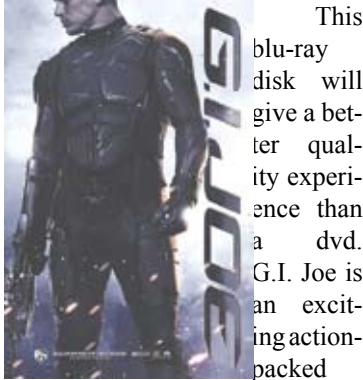 G.I. JOE
This
blu-ray
disk will
give a bet-
ter qual-
ity experi-
ence than
a dvd.
G.I. Joe is
an excit-
ing action-
packed